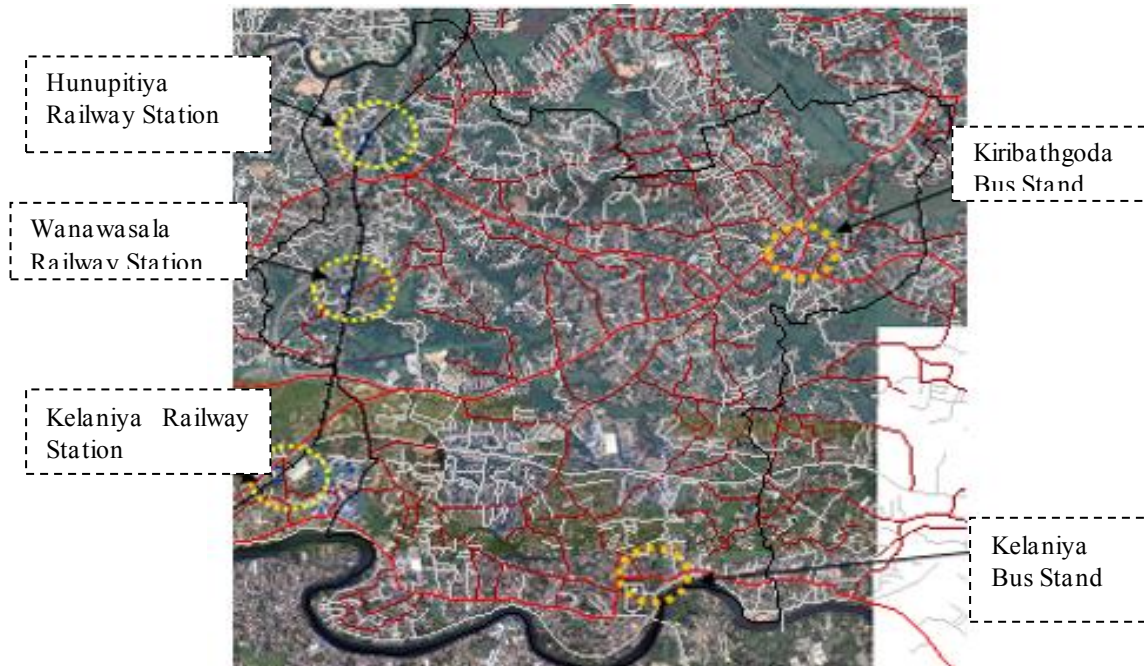 Hunupitiya
Railway Station
Wanawasala
Railway Station
Kelaniya Railway
Station
Kiribathgoda
Bus Stand
Kelaniya
Bus Stand